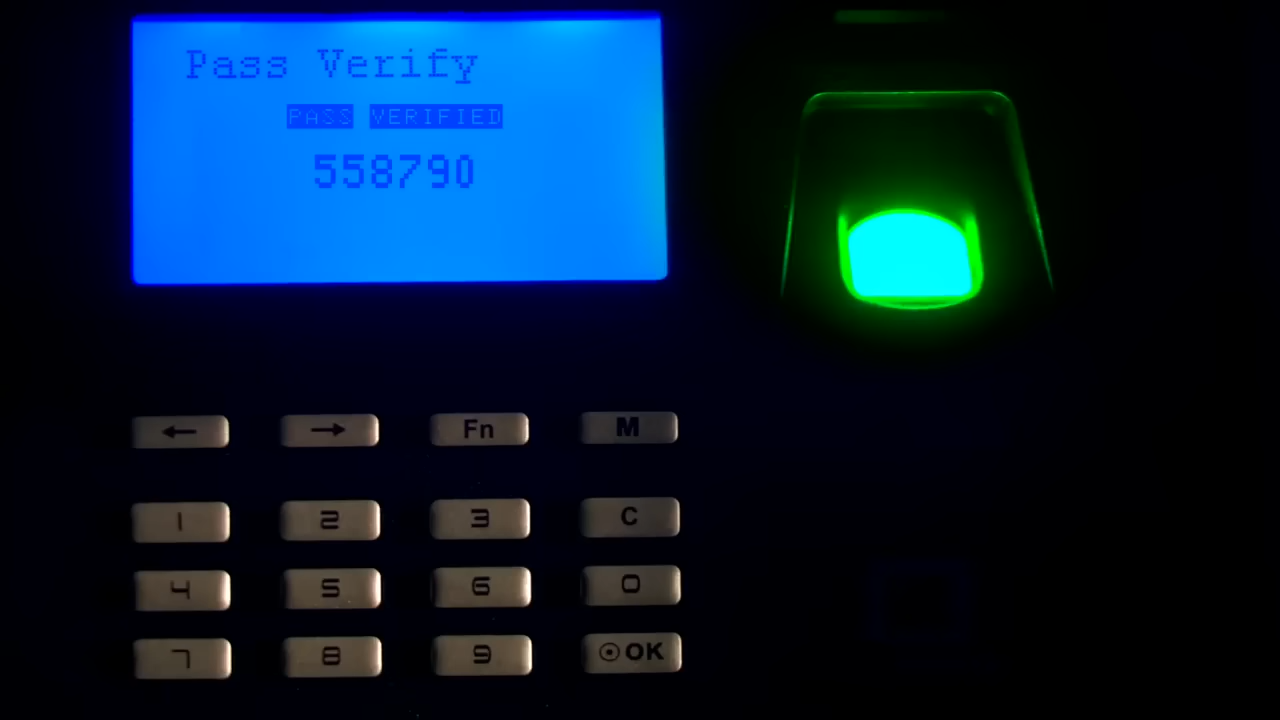 Pass Verify
PASS VERIFIED
558790
← → Fn M
1 2 3 C
4 5 6 0
7 8 9 OK